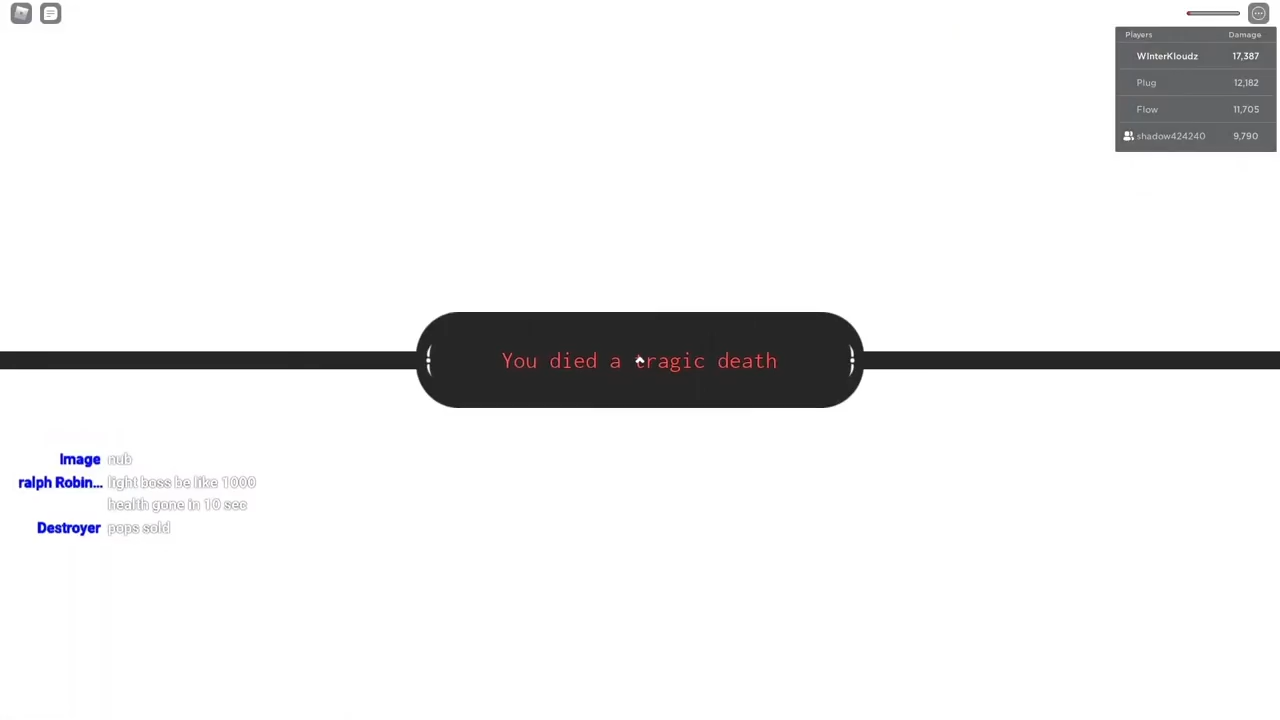 Players Damage
WInterKloudz 17,387
Plug 12,182
Flow 11,705
shadow424240 9,790
You died a tragic death
Image nub
ralph Robin... light boss be like 1000
health gone in 10 sec
Destroyer pops sold